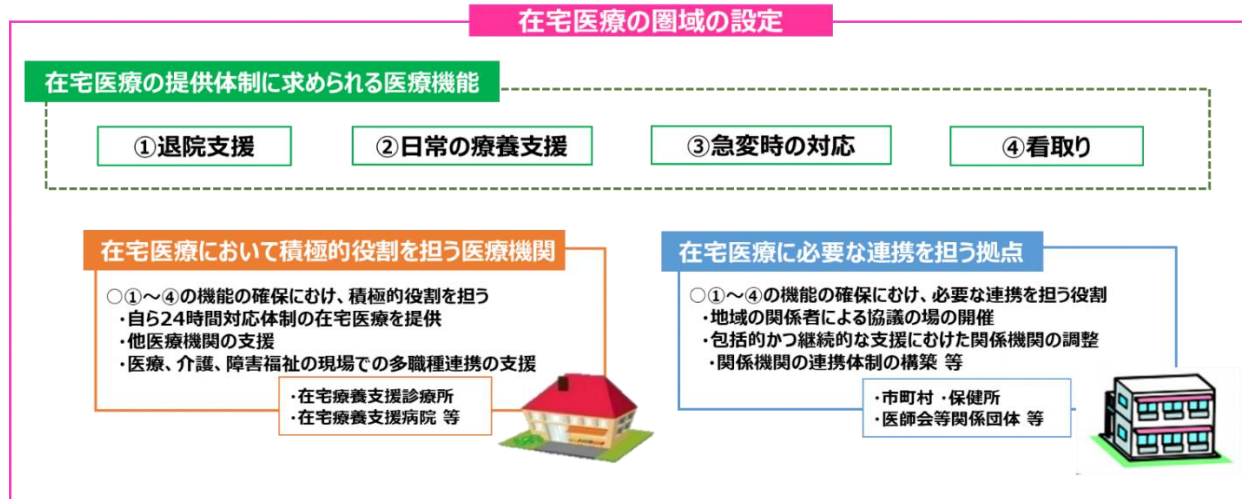 在宅医療の圏域の設定
在宅医療の提供体制に求められる医療機能
①退院支援
②日常の療養支援
③急変時の対応
④看取り
在宅医療において積極的役割を担う医療機関
○①～④の機能の確保にむけ、積極的役割を担う
・自ら24時間対応体制の在宅医療を提供
・他医療機関の支援
・医療、介護、障害福祉の現場での多職種連携の支援
・在宅療養支援診療所
・在宅療養支援病院 等
在宅医療に必要な連携を担う拠点
○①～④の機能の確保にむけ、必要な連携を担う役割
・地域の関係者による協議の場の開催
・包括的かつ継続的な支援にむけた関係機関の調整
・関係機関の連携体制の構築 等
・市町村 ・保健所
・医師会等関係団体 等